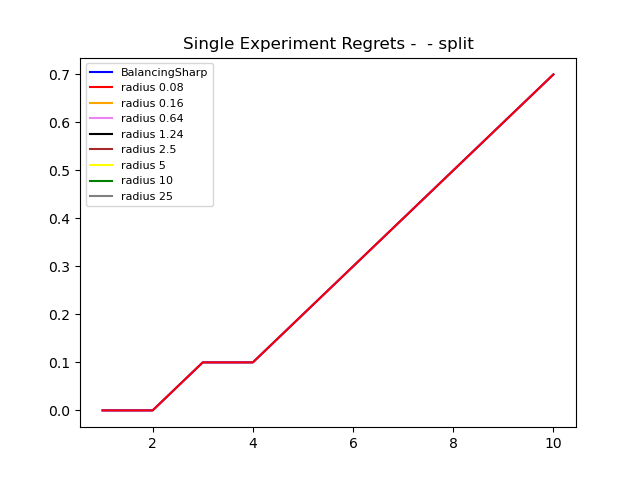 Single Experiment Regrets -  - split
BalancingSharp
radius 0.08
radius 0.16
radius 0.64
radius 1.24
radius 2.5
radius 5
radius 10
radius 25
0.7
0.6
0.5
0.4
0.3
0.2
0.1
0.0
2 4 6 8 10